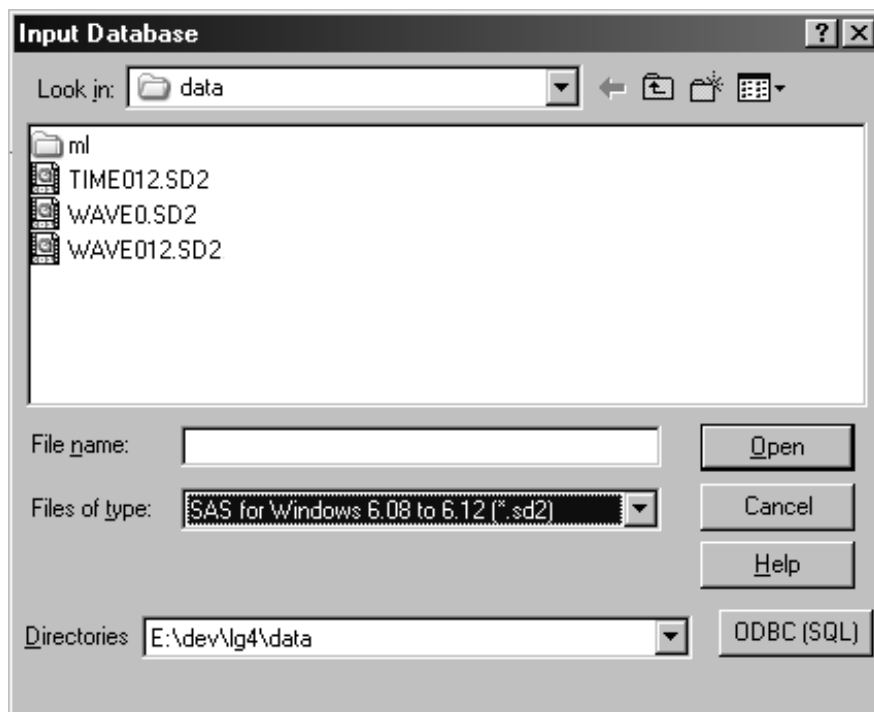 Input Database
Look in: data
ml
TIME012.SD2
WAVE0.SD2
WAVE012.SD2
File name:
Open
Files of type: SAS for Windows 6.08 to 6.12 (*.sd2)
Cancel
Help
Directories E:\dev\lg4\data
ODBC (SQL)